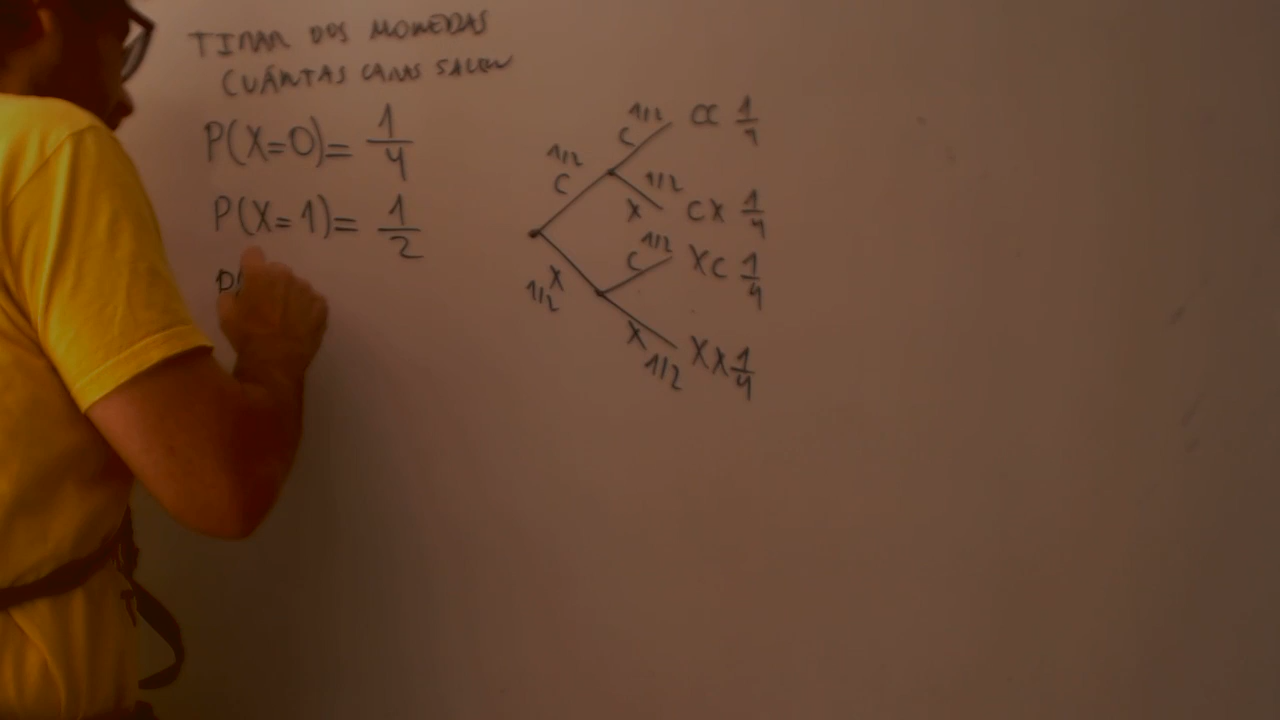 TIRAR DOS MONEDAS
CUÁNTAS CARAS SALEN
P(X=0)= 1/4
P(X=1)= 1/2
P(
1/2 C
1/2 C CC 1/4
1/2 X CX 1/4
1/2 X
1/2 C XC 1/4
1/2 X XX 1/4